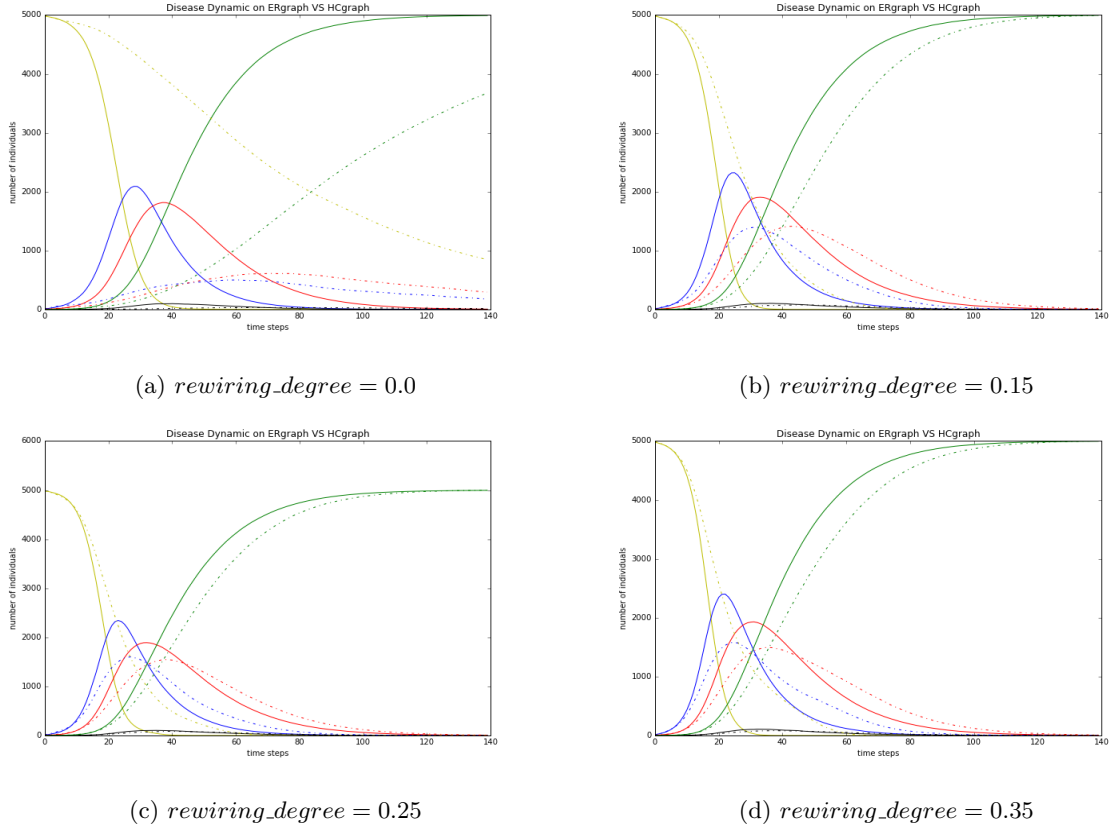 Disease Dynamic on ERgraph VS HCgraph
5000
4000
3000
2000
1000
0
number of individuals
0 20 40 60 80 100 120 140
time steps
(a) rewiring_degree = 0.0
Disease Dynamic on ERgraph VS HCgraph
5000
4000
3000
2000
1000
0
number of individuals
0 20 40 60 80 100 120 140
time steps
(b) rewiring_degree = 0.15
Disease Dynamic on ERgraph VS HCgraph
6000
5000
4000
3000
2000
1000
0
number of individuals
0 20 40 60 80 100 120 140
time steps
(c) rewiring_degree = 0.25
Disease Dynamic on ERgraph VS HCgraph
5000
4000
3000
2000
1000
0
number of individuals
0 20 40 60 80 100 120 140
time steps
(d) rewiring_degree = 0.35